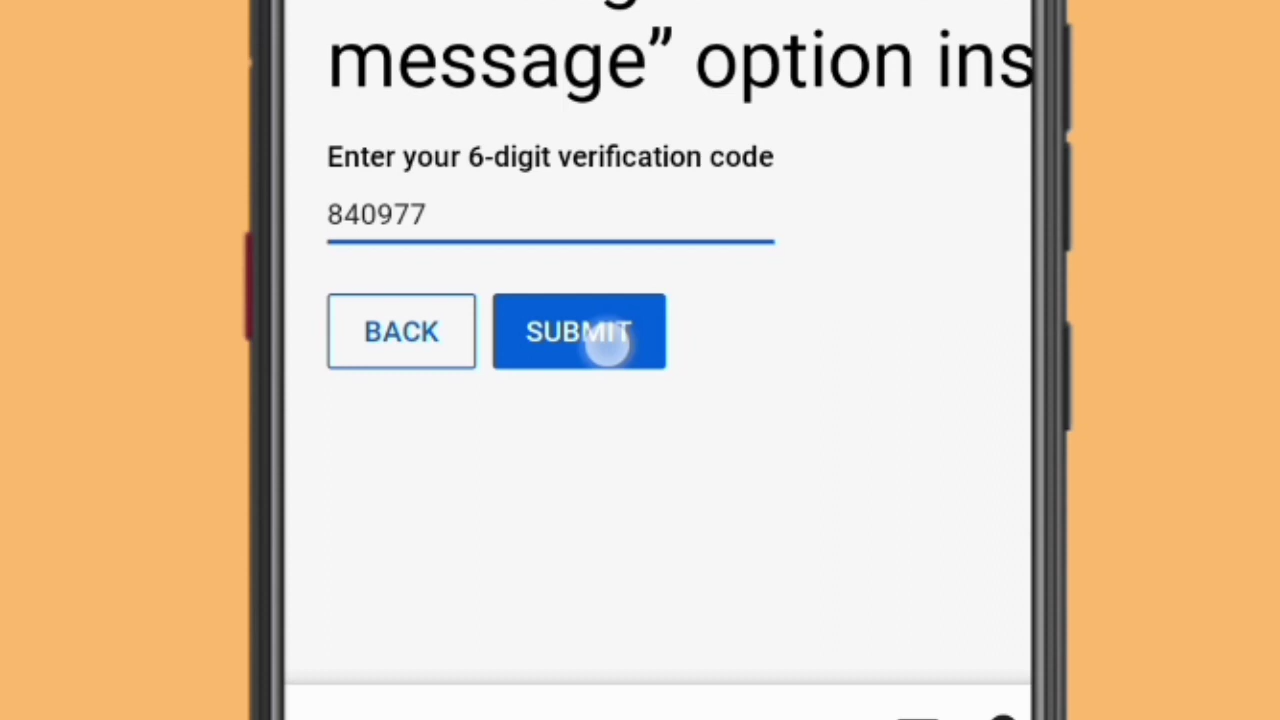 message” option ins
Enter your 6-digit verification code
840977
BACK
SUBMIT